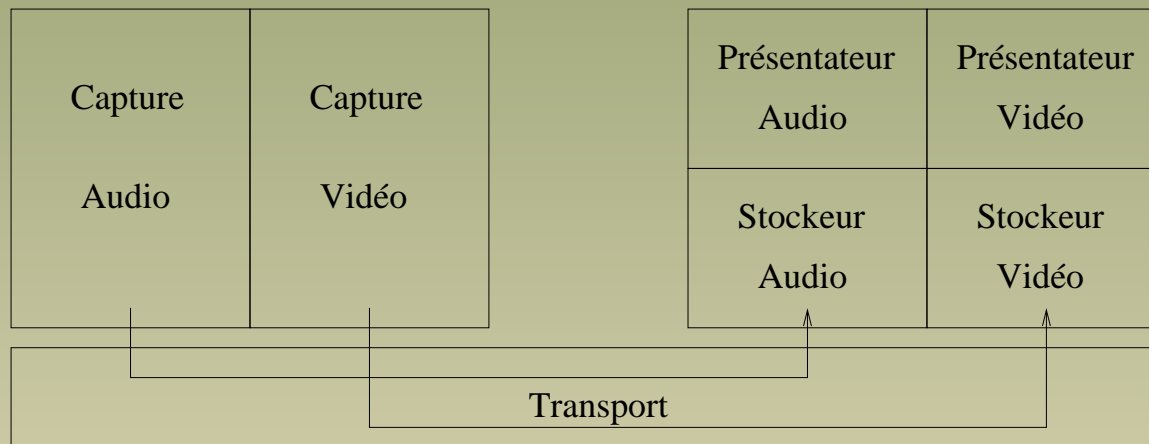 Capture
Audio
Capture
Vidéo
Présentateur
Audio
Présentateur
Vidéo
Stockeur
Audio
Stockeur
Vidéo
Transport